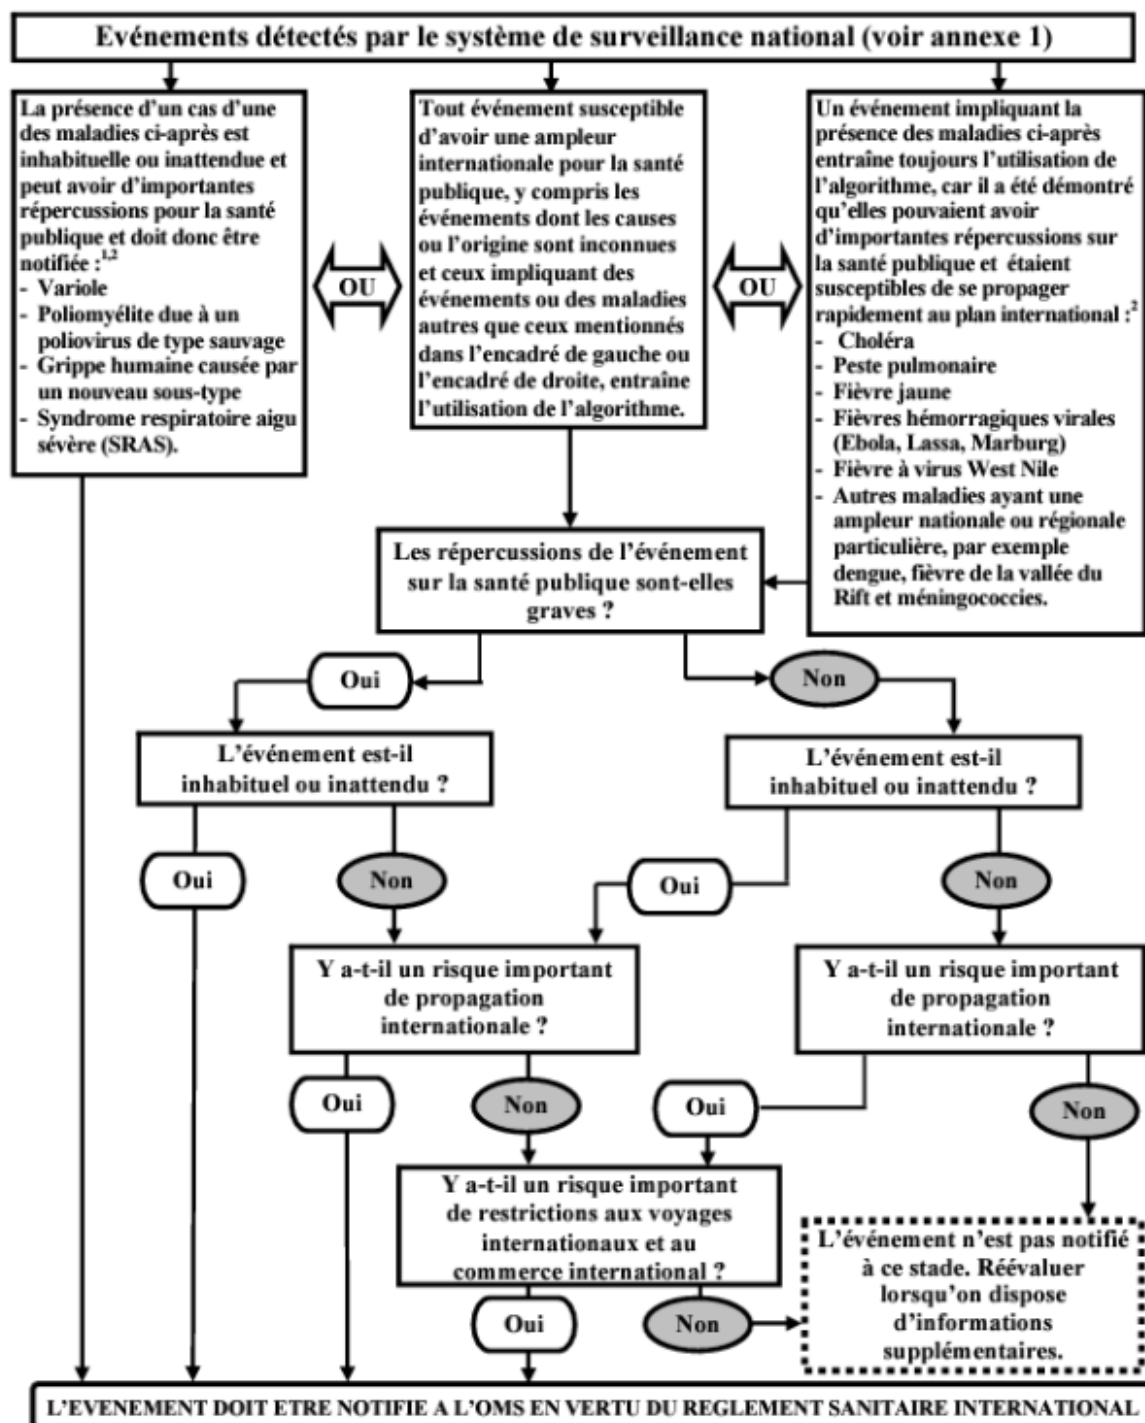 Evénements détectés par le système de surveillance national (voir annexe 1)
La présence d'un cas d'une
des maladies ci-après est
inhabituelle ou inattendue et
peut avoir d'importantes
répercussions pour la santé
publique et doit donc être
notifiée :1,2
- Variole
- Poliomyélite due à un
poliovirus de type sauvage
- Grippe humaine causée par
un nouveau sous-type
- Syndrome respiratoire aigu
sévère (SRAS).
OU
Tout événement susceptible
d'avoir une ampleur
internationale pour la santé
publique, y compris les
événements dont les causes
ou l'origine sont inconnues
et ceux impliquant des
événements ou des maladies
autres que ceux mentionnés
dans l'encadré de gauche ou
l'encadré de droite, entraîne
l'utilisation de l'algorithme.
OU
Un événement impliquant la
présence des maladies ci-après
entraîne toujours l'utilisation de
l'algorithme, car il a été démontré
qu'elles pouvaient avoir
d'importantes répercussions sur
la santé publique et étaient
susceptibles de se propager
rapidement au plan international :2
- Choléra
- Peste pulmonaire
- Fièvre jaune
- Fièvres hémorragiques virales
(Ebola, Lassa, Marburg)
- Fièvre à virus West Nile
- Autres maladies ayant une
ampleur nationale ou régionale
particulière, par exemple
dengue, fièvre de la vallée du
Rift et méningococcies.
Les répercussions de l'événement
sur la santé publique sont-elles
graves ?
Oui
Non
L'événement est-il
inhabituel ou inattendu ?
L'événement est-il
inhabituel ou inattendu ?
Oui
Non
Oui
Non
Y a-t-il un risque important
de propagation
internationale ?
Y a-t-il un risque important
de propagation
internationale ?
Oui
Non
Oui
Non
Y a-t-il un risque important
de restrictions aux voyages
internationaux et au
commerce international ?
Oui
Non
L'événement n'est pas notifié
à ce stade. Réévaluer
lorsqu'on dispose
d'informations
supplémentaires.
L'EVENEMENT DOIT ETRE NOTIFIE A L'OMS EN VERTU DU REGLEMENT SANITAIRE INTERNATIONAL